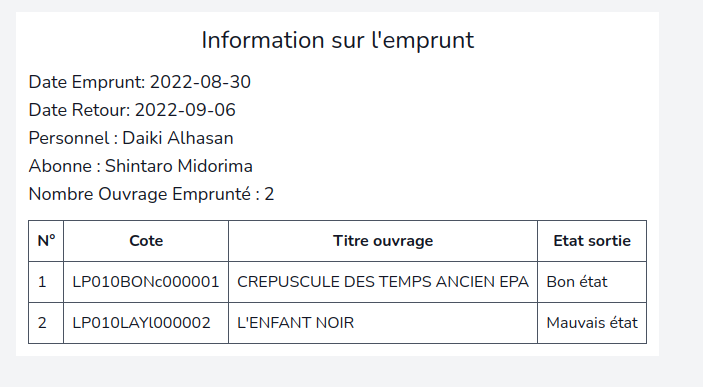 Information sur l'emprunt
Date Emprunt: 2022-08-30
Date Retour: 2022-09-06
Personnel : Daiki Alhasan
Abonne : Shintaro Midorima
Nombre Ouvrage Emprunté : 2
N° Cote Titre ouvrage Etat sortie
1 LP010BONc000001 CREPUSCULE DES TEMPS ANCIEN EPA Bon état
2 LP010LAYl000002 L'ENFANT NOIR Mauvais état